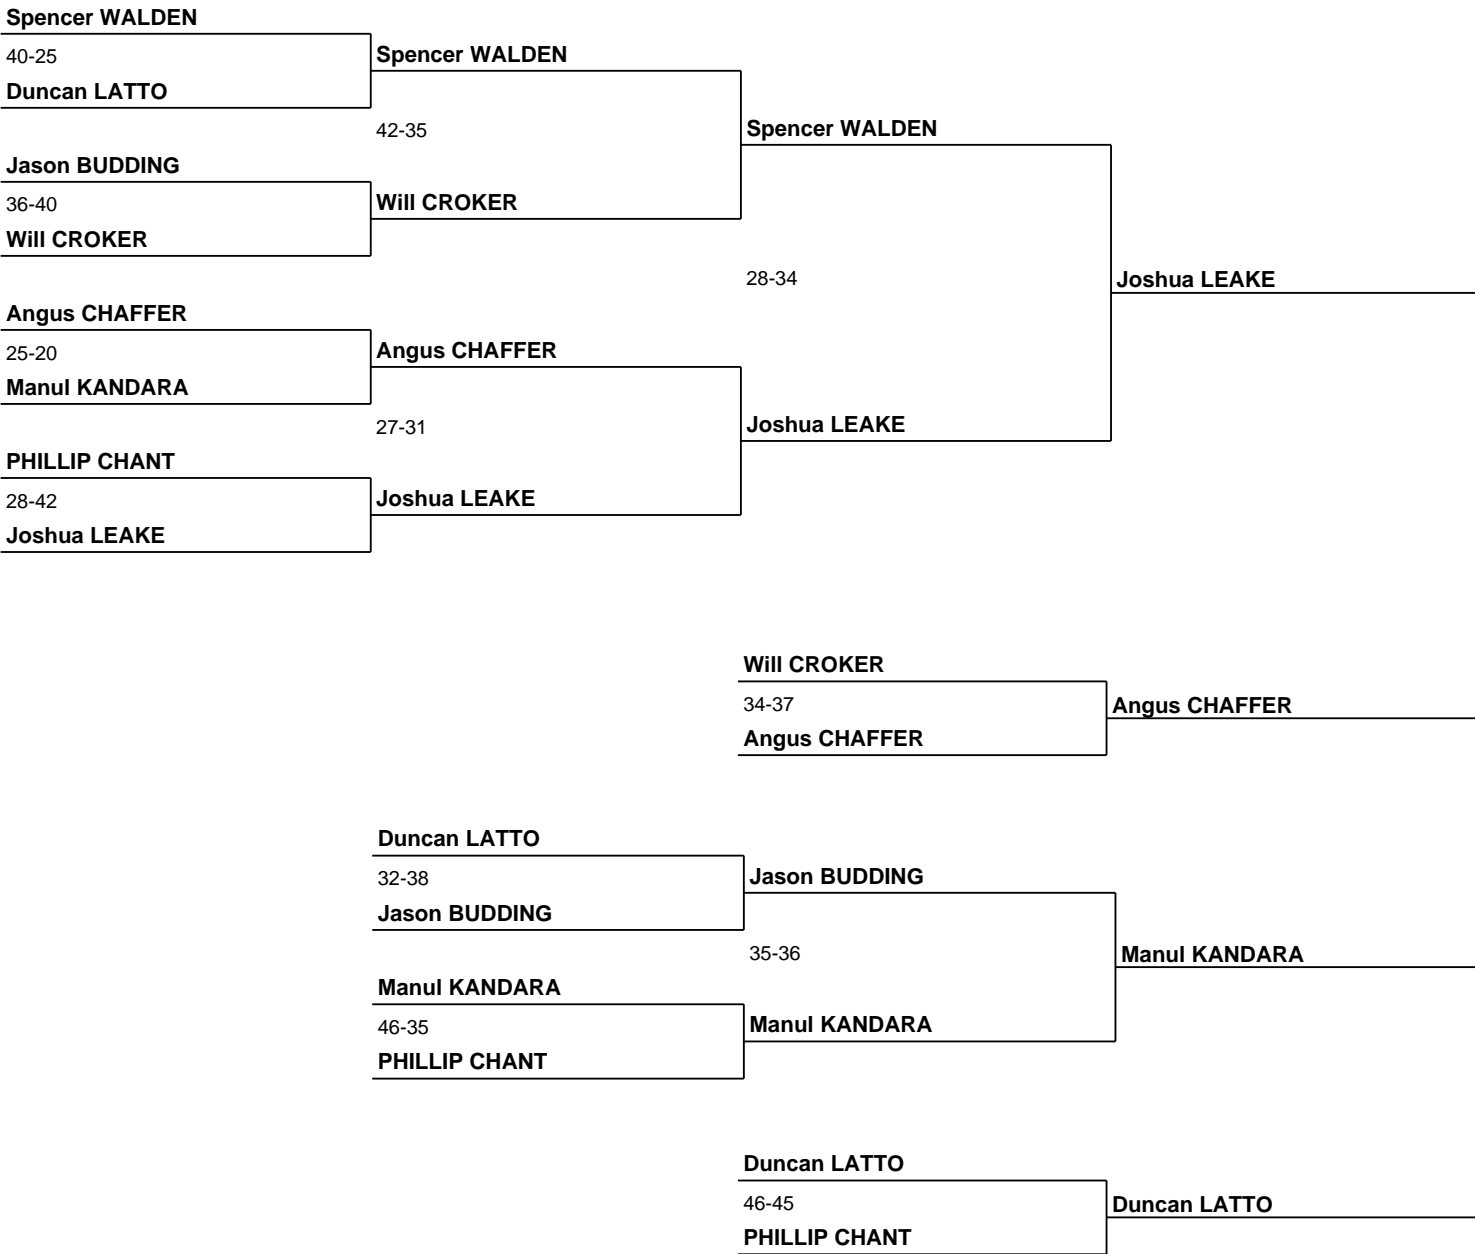 Spencer WALDEN
40-25
Spencer WALDEN
Duncan LATTO
42-35
Spencer WALDEN
Jason BUDDING
36-40
Will CROKER
Will CROKER
28-34
Joshua LEAKE
Angus CHAFFER
25-20
Angus CHAFFER
Manul KANDARA
27-31
Joshua LEAKE
PHILLIP CHANT
28-42
Joshua LEAKE
Joshua LEAKE
Will CROKER
34-37
Angus CHAFFER
Angus CHAFFER
Duncan LATTO
32-38
Jason BUDDING
Jason BUDDING
35-36
Manul KANDARA
Manul KANDARA
46-35
Manul KANDARA
PHILLIP CHANT
Duncan LATTO
46-45
Duncan LATTO
PHILLIP CHANT